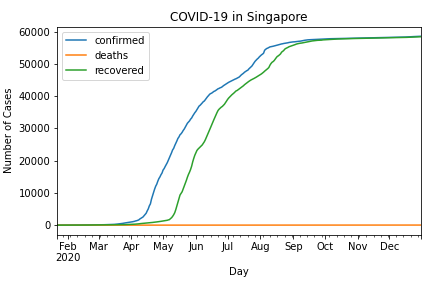 COVID-19 in Singapore
confirmed
deaths
recovered
Number of Cases
60000
50000
40000
30000
20000
10000
0
Feb Mar Apr May Jun Jul Aug Sep Oct Nov Dec
2020
Day